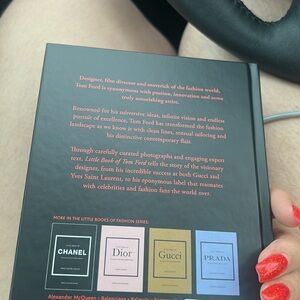 Designer, film director and maverick of the fashion world,
Tom Ford is synonymous with passion, innovation and some
truly astonishing attire.
Renowned for his subversive ideas, infinite vision and endless
pursuit of excellence, Tom Ford has transformed the fashion
landscape as we know it with clean lines, sensual tailoring and
his distinctive contemporary flair.
Through carefully curated photographs and engaging expert
text, Little Book of Tom Ford tells the story of the visionary
designer, from his incredible success at both Gucci and
Yves Saint Laurent, to his eponymous label that resonates
with celebrities and fashion fans the world over.
MORE IN THE LITTLE BOOKS OF FASHION SERIES:
CHANEL
Dior
Gucci
PRADA
Alexander McQueen • Balenciaga •